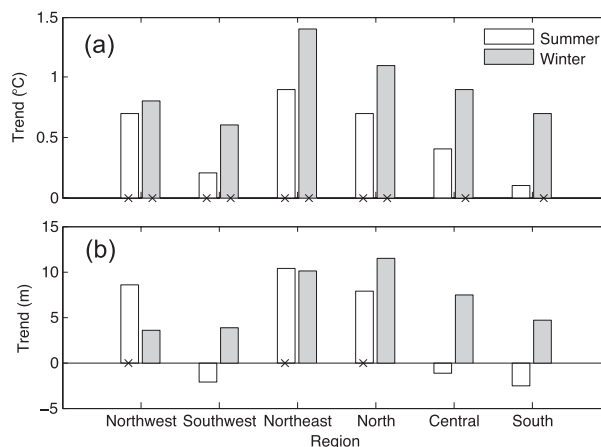 (a)
Trend (°C)
1.5
1
0.5
0
Summer
Winter
(b)
Trend (m)
15
10
5
0
−5
Northwest Southwest Northeast North Central South
Region